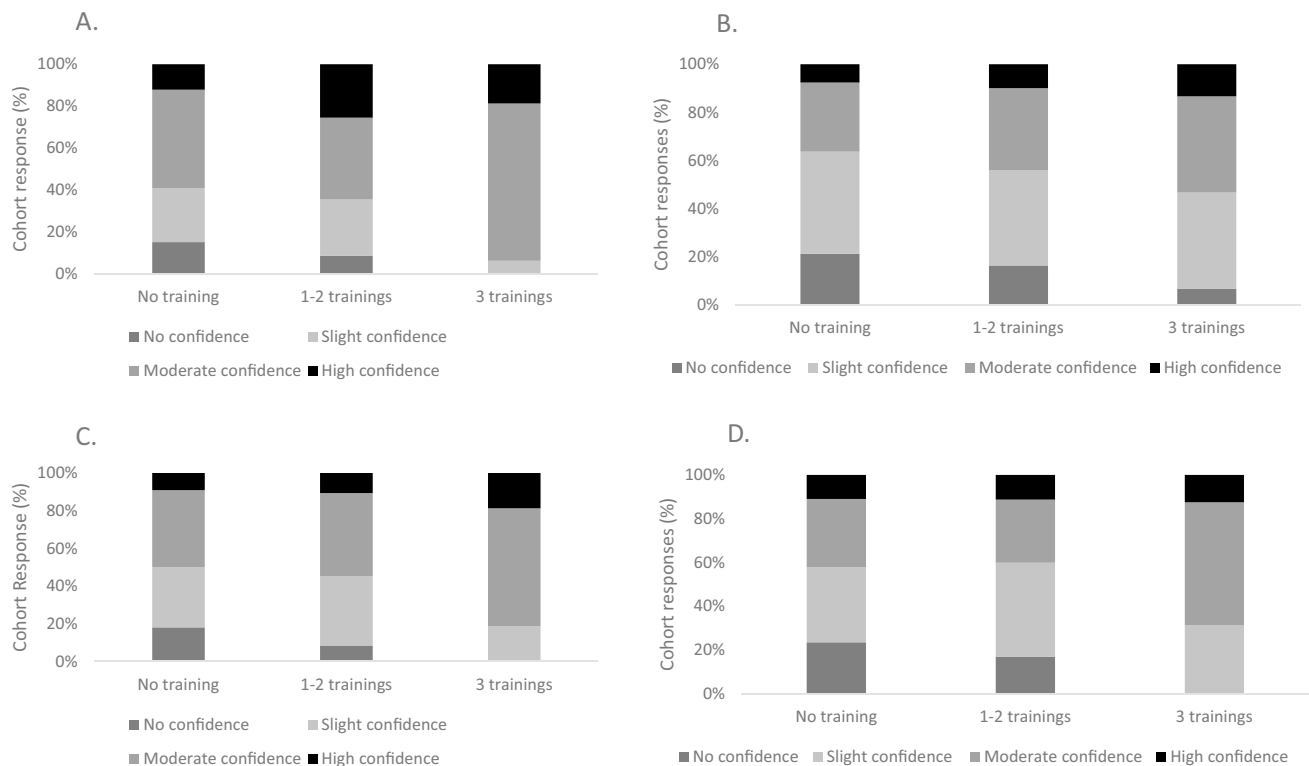 A.
100%
80%
60%
40%
20%
0%
Cohort response (%)
No training 1-2 trainings 3 trainings
No confidence Slight confidence
Moderate confidence High confidence
B.
100%
80%
60%
40%
20%
0%
Cohort responses (%)
No training 1-2 trainings 3 trainings
No confidence Slight confidence Moderate confidence High confidence
C.
100%
80%
60%
40%
20%
0%
Cohort Response (%)
No training 1-2 trainings 3 trainings
No confidence Slight confidence
Moderate confidence High confidence
D.
100%
80%
60%
40%
20%
0%
Cohort responses (%)
No training 1-2 trainings 3 trainings
No confidence Slight confidence Moderate confidence High confidence